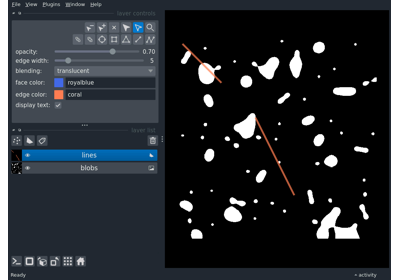 File View Plugins Window Help
layer controls
opacity: 0.70
edge width: 5
blending: translucent
face color: royalblue
edge color: coral
display text:
layer list
lines
blobs
Ready
activity